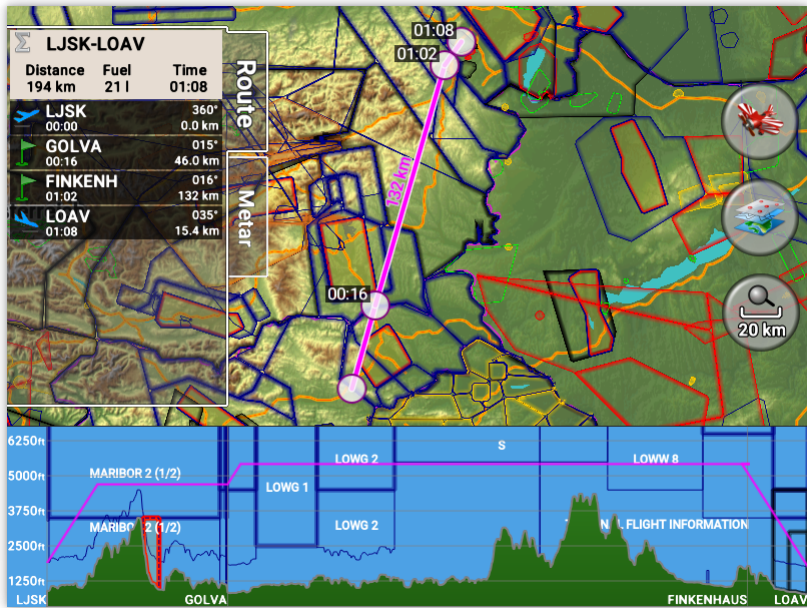 LJSK-LOAV
Distance Fuel Time
194 km 21 l 01:08
LJSK 360°
00:00 0.0 km
GOLVA 015°
00:16 46.0 km
FINKENH 016°
01:02 132 km
LOAV 035°
01:08 15.4 km
Route
Metar
01:08
01:02
132 km
00:16
20 km
6250ft
5000ft
3750ft
2500ft
1250ft
MARIBOR 2 (1/2)
MARIBOR 2 (1/2)
LOWG 1
LOWG 2
LOWG 2
S
LOWW 8
FLIGHT INFORMATION
LJSK GOLVA FINKENHAUS LOAV